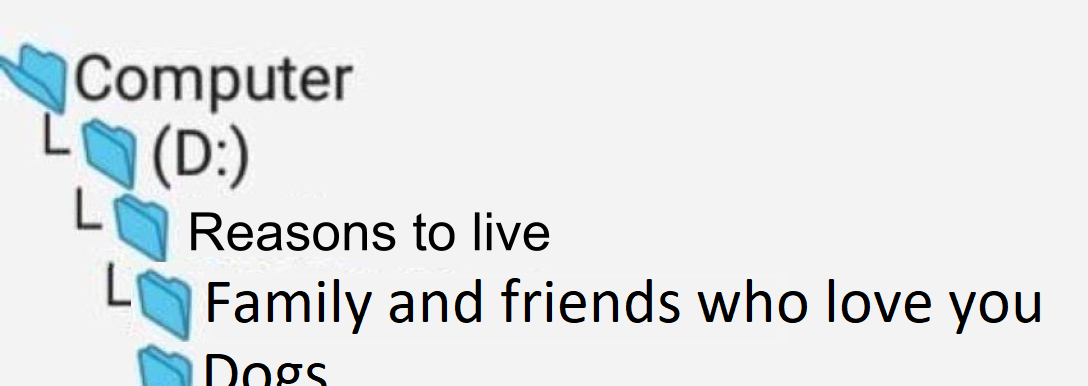 Computer
(D:)
Reasons to live
Family and friends who love you
Dogs